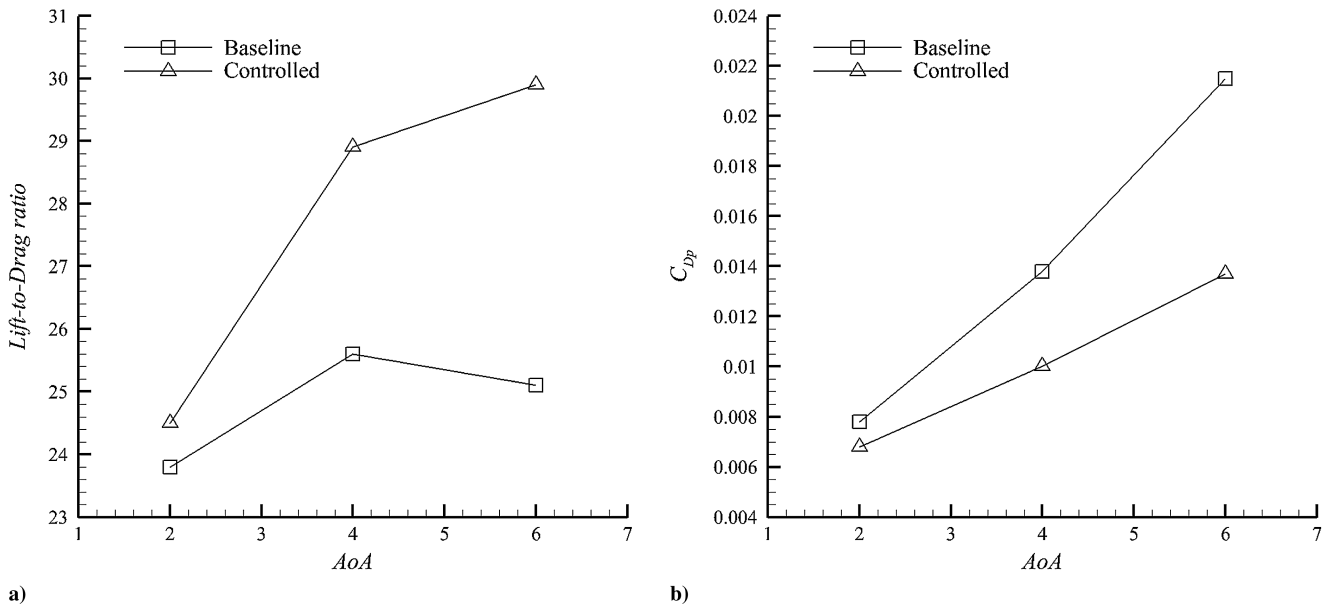 31
30
29
28
27
26
25
24
23
Lift-to-Drag ratio
Baseline
Controlled
1 2 3 4 5 6 7
AoA
a)
0.024
0.022
0.02
0.018
0.016
0.014
0.012
0.01
0.008
0.006
0.004
C_Dp
Baseline
Controlled
1 2 3 4 5 6 7
AoA
b)